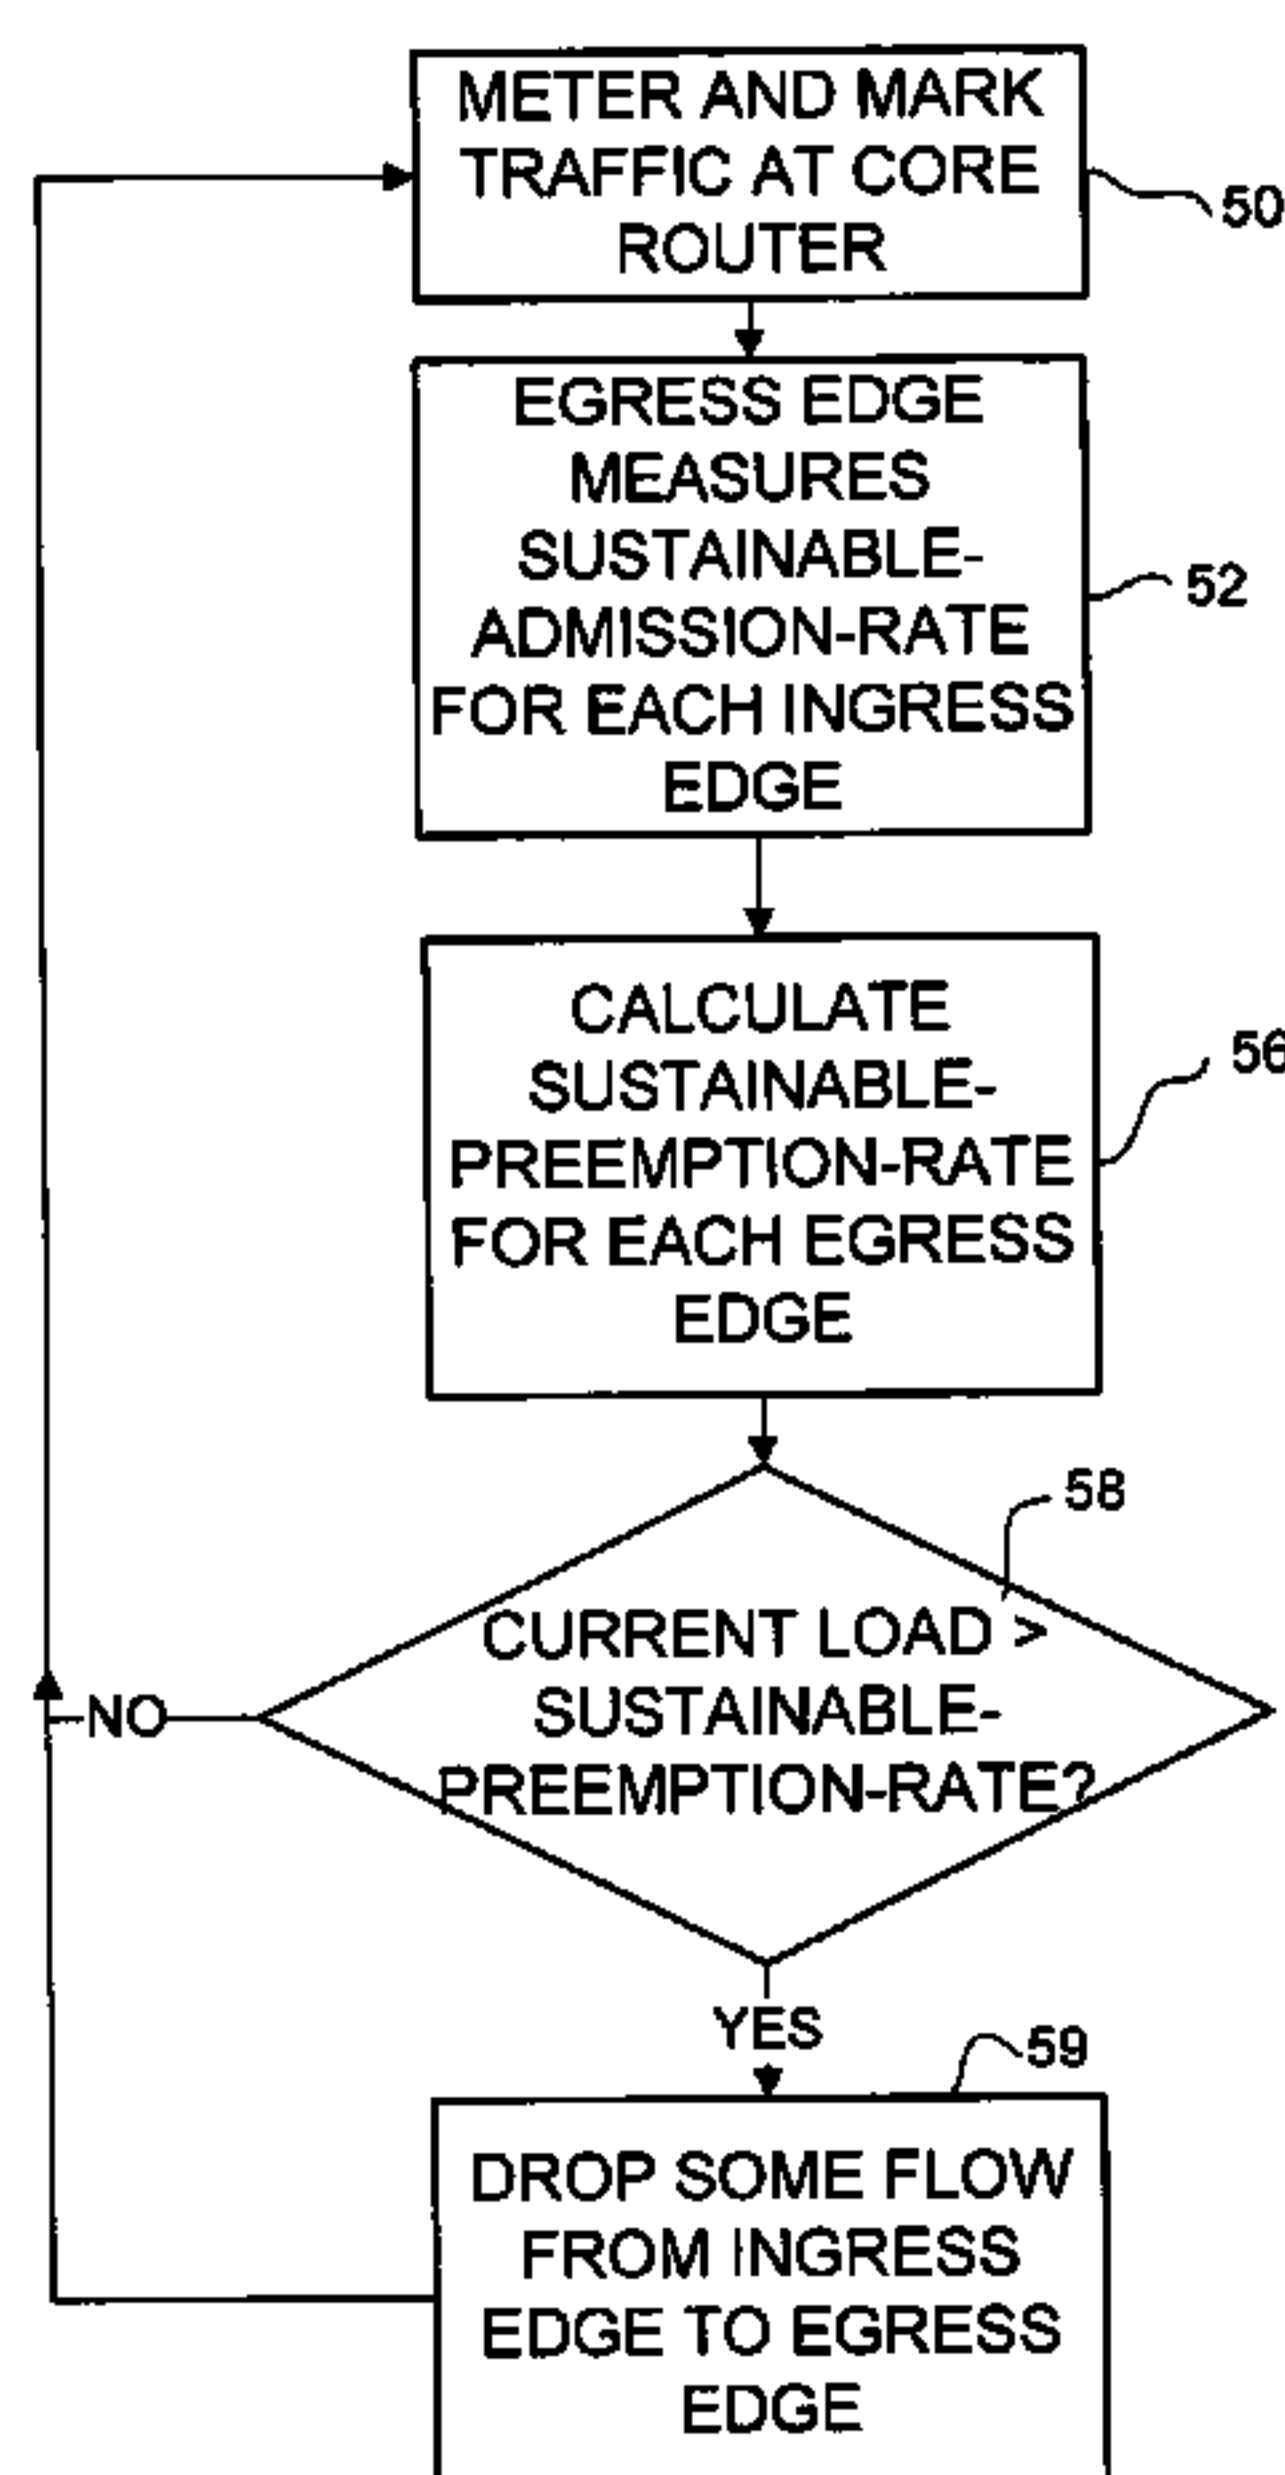 METER AND MARK
TRAFFIC AT CORE
ROUTER
50
EGRESS EDGE
MEASURES
SUSTAINABLE-
ADMISSION-RATE
FOR EACH INGRESS
EDGE
52
CALCULATE
SUSTAINABLE-
PREEMPTION-RATE
FOR EACH EGRESS
EDGE
56
58
CURRENT LOAD >
SUSTAINABLE-
PREEMPTION-RATE?
NO
YES
59
DROP SOME FLOW
FROM INGRESS
EDGE TO EGRESS
EDGE